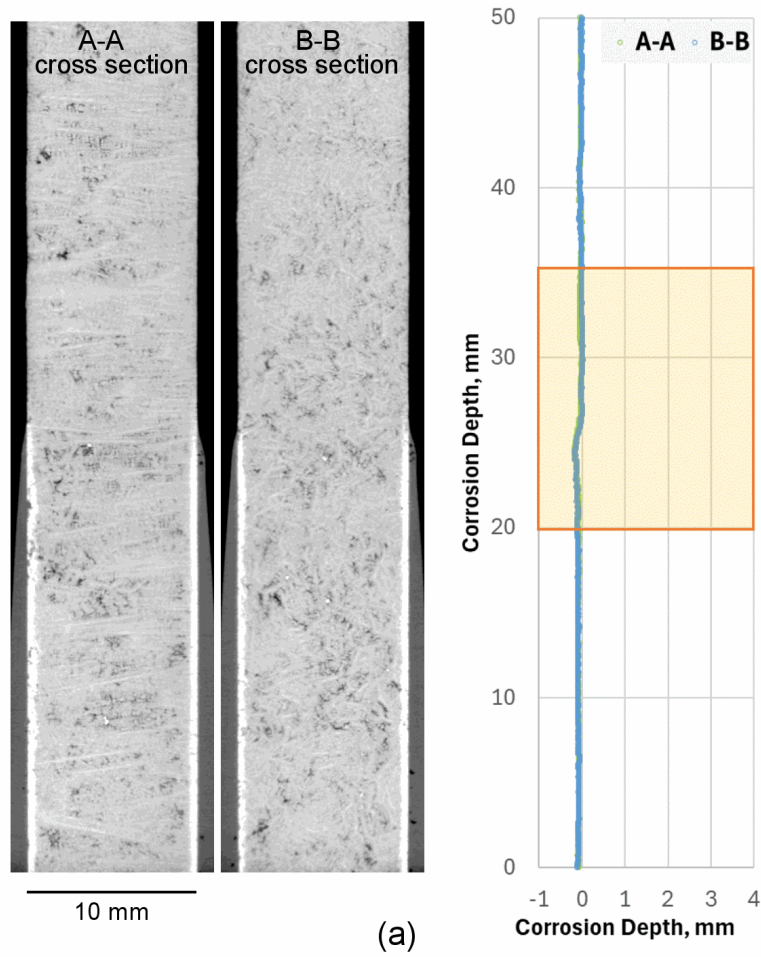 A-A
cross section
B-B
cross section
10 mm
(a)
A-A B-B
50
40
30
20
10
0
Corrosion Depth, mm
-1 0 1 2 3 4
Corrosion Depth, mm